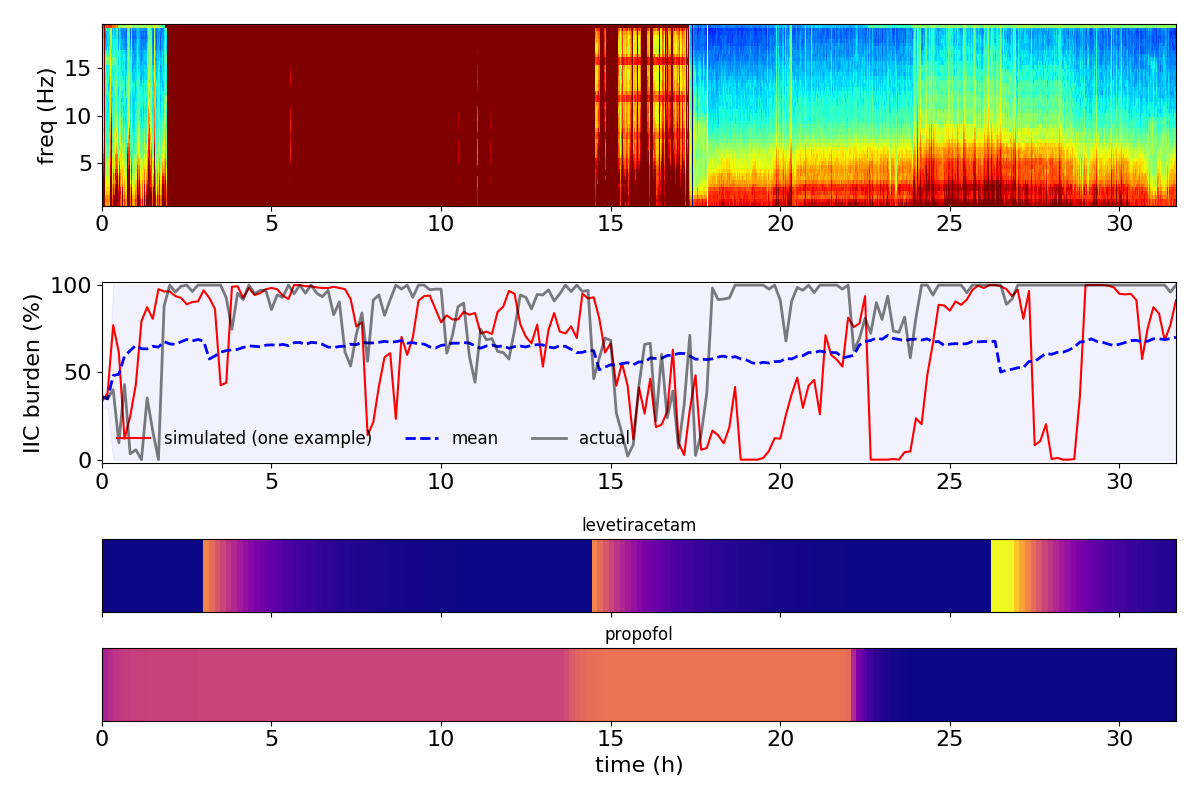 freq (Hz)
15
10
5
0 5 10 15 20 25 30
IIC burden (%)
100
50
0
simulated (one example) mean actual
0 5 10 15 20 25 30
levetiracetam
propofol
0 5 10 15 20 25 30
time (h)